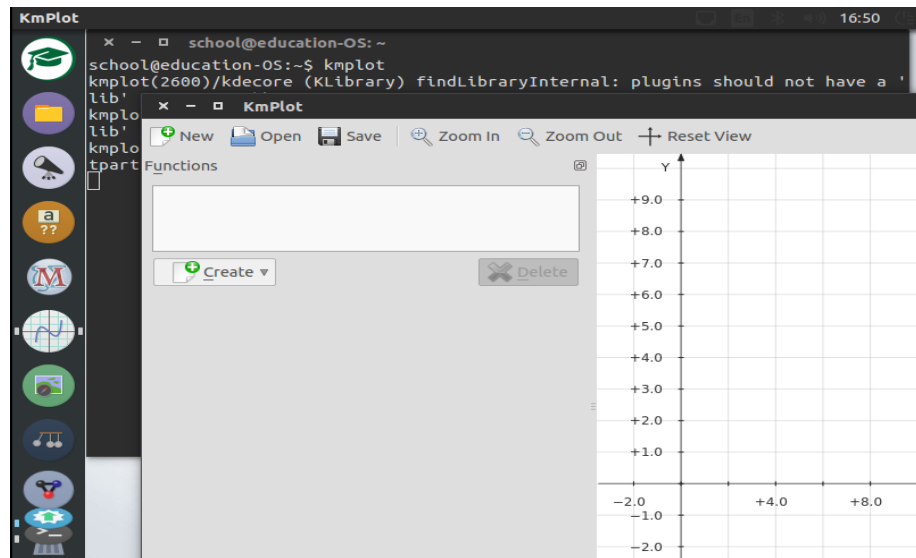 KmPlot
16:50
school@education-OS: ~
school@education-OS:~$ kmplot
kmplot(2600)/kdecore (KLibrary) findLibraryInternal: plugins should not have a '
lib'
kmplo
lib'
kmplo
tpart
KmPlot
New Open Save Zoom In Zoom Out Reset View
Functions
Create
Delete
Y
+9.0
+8.0
+7.0
+6.0
+5.0
+4.0
+3.0
+2.0
+1.0
−2.0 +4.0 +8.0
−1.0
−2.0
a
??
M
>_